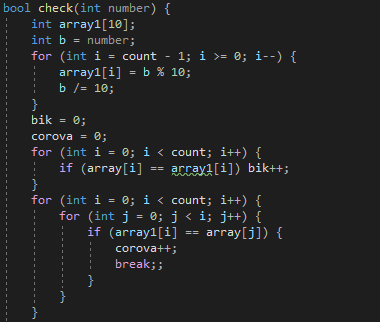 bool check(int number) {
    int array1[10];
    int b = number;
    for (int i = count - 1; i >= 0; i--) {
        array1[i] = b % 10;
        b /= 10;
    }
    bik = 0;
    corova = 0;
    for (int i = 0; i < count; i++) {
        if (array[i] == array1[i]) bik++;
    }
    for (int i = 0; i < count; i++) {
        for (int j = 0; j < i; j++) {
            if (array1[i] == array[j]) {
                corova++;
                break;;
            }
        }
    }